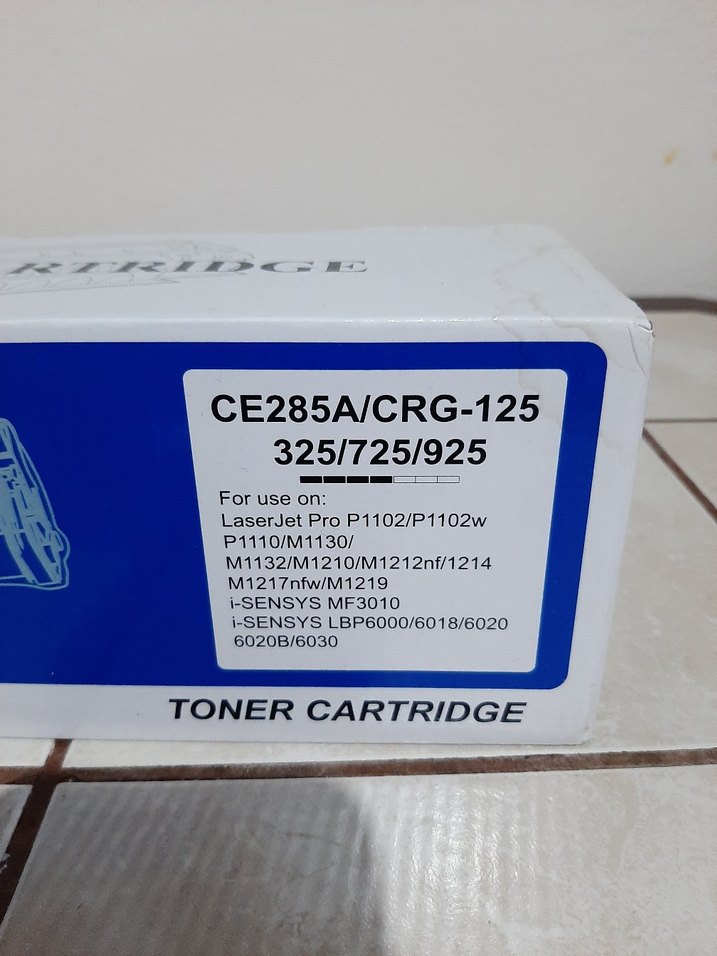 RTRIDGE
CE285A/CRG-125
325/725/925
For use on:
LaserJet Pro P1102/P1102w
P1110/M1130/
M1132/M1210/M1212nf/1214
M1217nfw/M1219
i-SENSYS MF3010
i-SENSYS LBP6000/6018/6020
6020B/6030
TONER CARTRIDGE